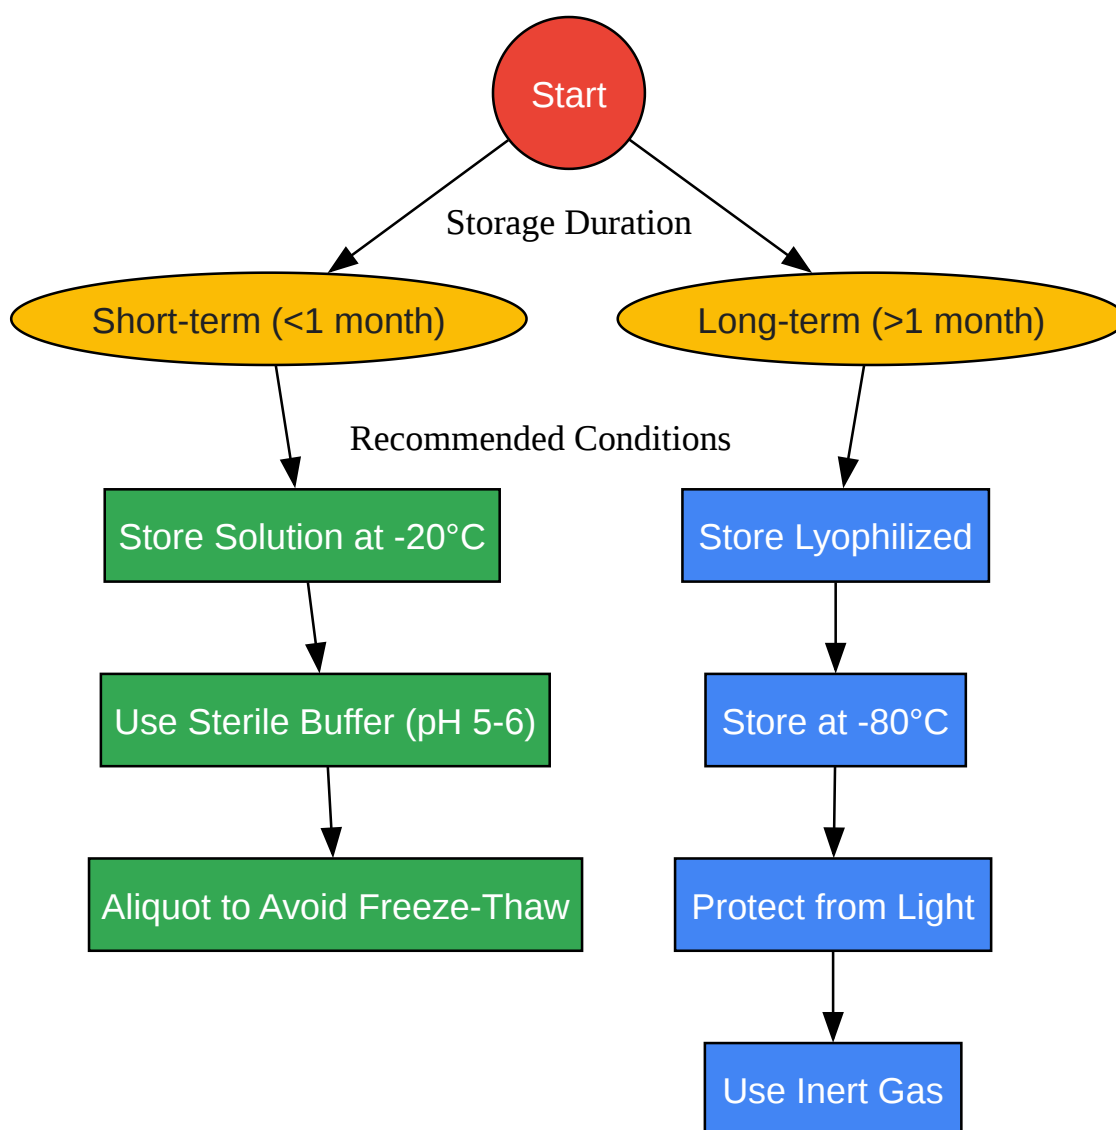 Start
Storage Duration
Short-term (<1 month)
Long-term (>1 month)
Recommended Conditions
Store Solution at -20°C
Store Lyophilized
Use Sterile Buffer (pH 5-6)
Store at -80°C
Aliquot to Avoid Freeze-Thaw
Protect from Light
Use Inert Gas